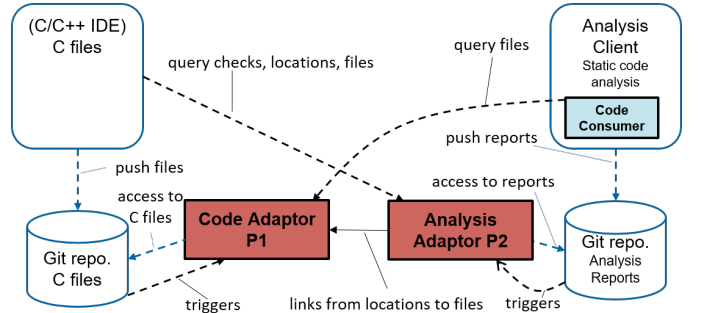 (C/C++ IDE)
C files
Analysis
Client
Static code
analysis
Code
Consumer
query files
query checks, locations, files
push reports
push files
access to
C files
access to reports
Code Adaptor
P1
Analysis
Adaptor P2
Git repo.
C files
Git repo.
Analysis
Reports
triggers
links from locations to files
triggers